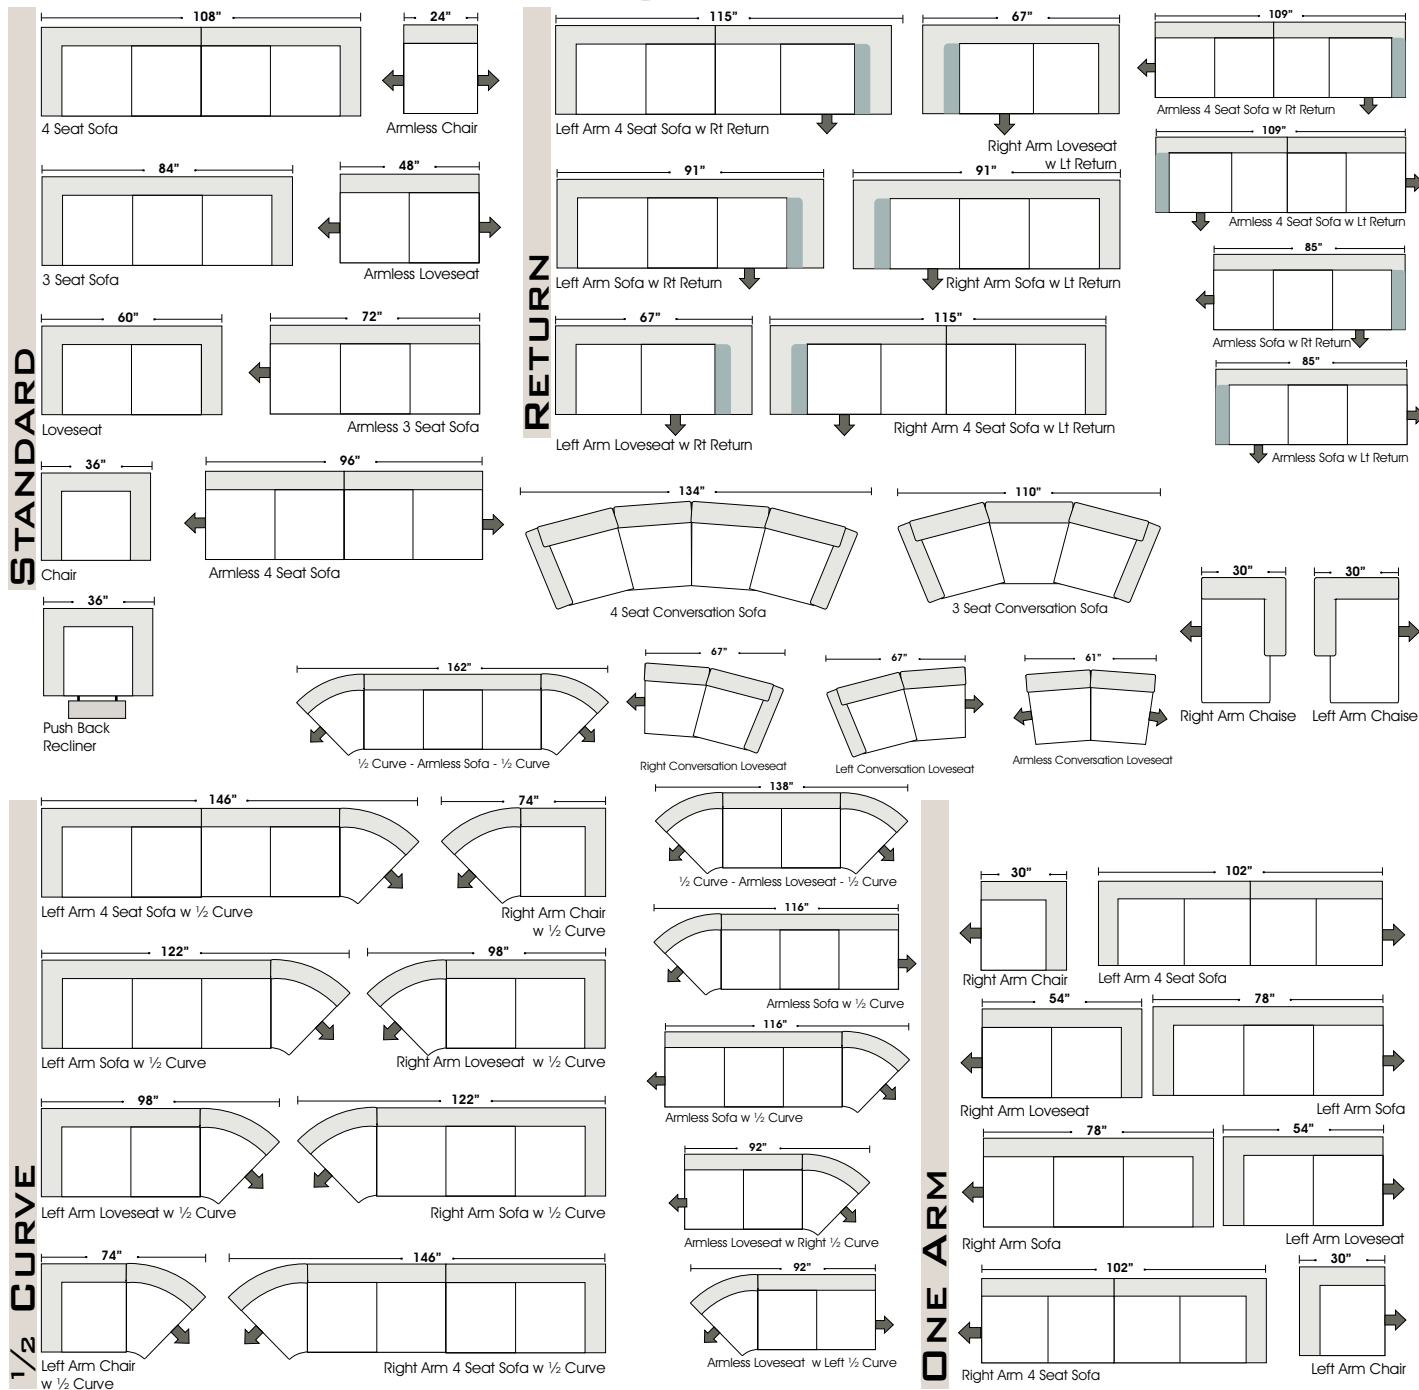 STANDARD
108”
4 Seat Sofa
24”
Armless Chair
84”
3 Seat Sofa
48”
Armless Loveseat
60”
Loveseat
72”
Armless 3 Seat Sofa
36”
Chair
96”
Armless 4 Seat Sofa
36”
Push Back
Recliner
RETURN
115”
Left Arm 4 Seat Sofa w Rt Return
67”
Right Arm Loveseat
w Lt Return
109”
Armless 4 Seat Sofa w Rt Return
109”
Armless 4 Seat Sofa w Lt Return
91”
Left Arm Sofa w Rt Return
91”
Right Arm Sofa w Lt Return
85”
Armless Sofa w Rt Return
67”
Left Arm Loveseat w Rt Return
115”
Right Arm 4 Seat Sofa w Lt Return
85”
Armless Sofa w Lt Return
134”
4 Seat Conversation Sofa
110”
3 Seat Conversation Sofa
30”
Right Arm Chaise
30”
Left Arm Chaise
162”
½ Curve - Armless Sofa - ½ Curve
67”
Right Conversation Loveseat
67”
Left Conversation Loveseat
61”
Armless Conversation Loveseat
½ CURVE
146”
Left Arm 4 Seat Sofa w ½ Curve
74”
Right Arm Chair
w ½ Curve
122”
Left Arm Sofa w ½ Curve
98”
Right Arm Loveseat w ½ Curve
98”
Left Arm Loveseat w ½ Curve
122”
Right Arm Sofa w ½ Curve
74”
Left Arm Chair
w ½ Curve
146”
Right Arm 4 Seat Sofa w ½ Curve
138”
½ Curve - Armless Loveseat - ½ Curve
116”
Armless Sofa w ½ Curve
116”
Armless Sofa w ½ Curve
92”
Armless Loveseat w Right ½ Curve
92”
Armless Loveseat w Left ½ Curve
ONE ARM
30”
Right Arm Chair
102”
Left Arm 4 Seat Sofa
54”
Right Arm Loveseat
78”
Left Arm Sofa
78”
Right Arm Sofa
54”
Left Arm Loveseat
102”
Right Arm 4 Seat Sofa
30”
Left Arm Chair